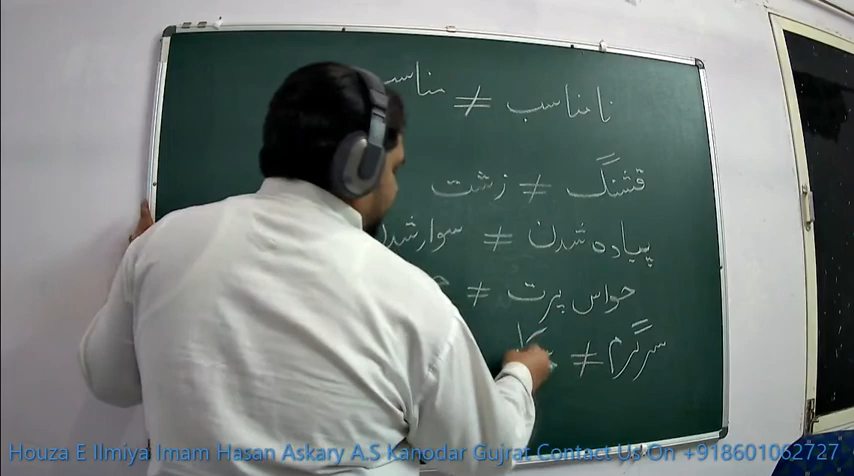 نامناسب ≠
قشنگ ≠ زشت
پیاده شدن ≠ سوار شدن
حواس پرت ≠
سرگرم ≠
Houza E Ilmiya Imam Hasan Askary A.S Kanodar Gujrat Contact Us On +918601062727